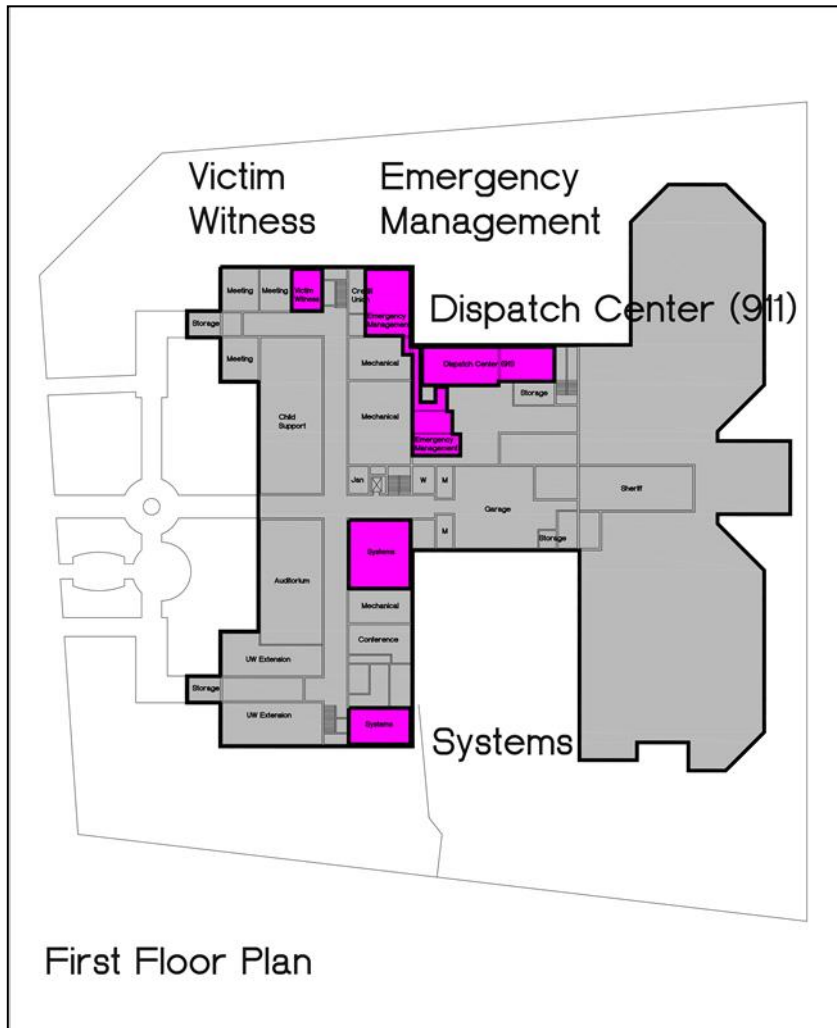 Victim
Witness
Emergency
Management
Dispatch Center (911)
Meeting
Meeting
Victim
Witness
Credit
Union
Emergency
Management
Storage
Meeting
Mechanical
Dispatch Center (911)
Storage
Child
Support
Mechanical
Emergency
Management
Jan
W
M
Sheriff
Garage
M
Storage
Systems
Auditorium
Mechanical
Conference
UW Extension
Storage
UW Extension
Systems
Systems
First Floor Plan